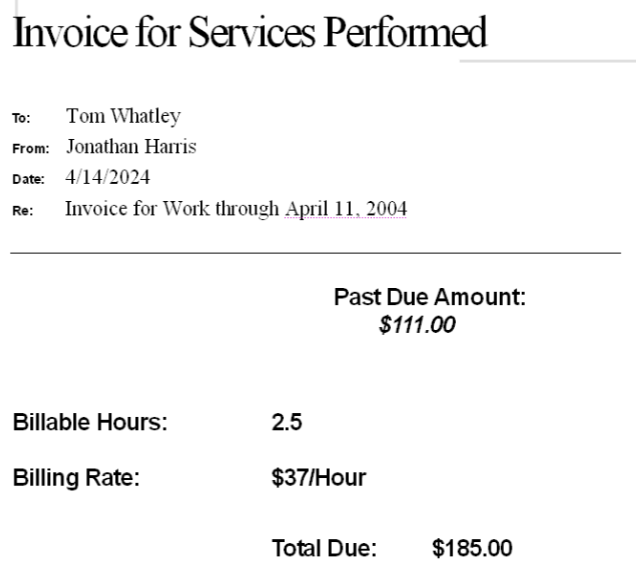 Invoice for Services Performed
To: Tom Whatley
From: Jonathan Harris
Date: 4/14/2024
Re: Invoice for Work through April 11, 2004
Past Due Amount:
$111.00
Billable Hours: 2.5
Billing Rate: $37/Hour
Total Due: $185.00